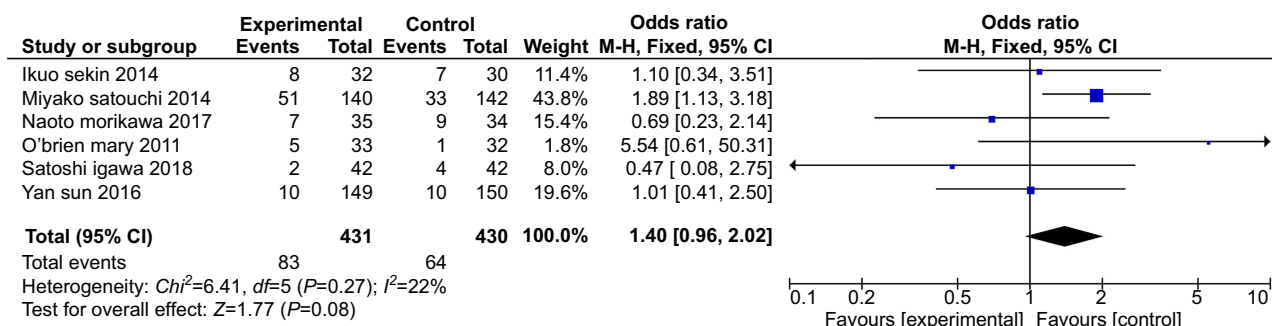 Experimental Control Odds ratio Odds ratio
Study or subgroup Events Total Events Total Weight M-H, Fixed, 95% CI M-H, Fixed, 95% CI
Ikuo sekin 2014 8 32 7 30 11.4% 1.10 [0.34, 3.51]
Miyako satouchi 2014 51 140 33 142 43.8% 1.89 [1.13, 3.18]
Naoto morikawa 2017 7 35 9 34 15.4% 0.69 [0.23, 2.14]
O'brien mary 2011 5 33 1 32 1.8% 5.54 [0.61, 50.31]
Satoshi igawa 2018 2 42 4 42 8.0% 0.47 [ 0.08, 2.75]
Yan sun 2016 10 149 10 150 19.6% 1.01 [0.41, 2.50]
Total (95% CI) 431 430 100.0% 1.40 [0.96, 2.02]
Total events 83 64
Heterogeneity: Chi²=6.41, df=5 (P=0.27); I²=22%
Test for overall effect: Z=1.77 (P=0.08)
0.1 0.2 0.5 1 2 5 10
Favours [experimental] Favours [control]